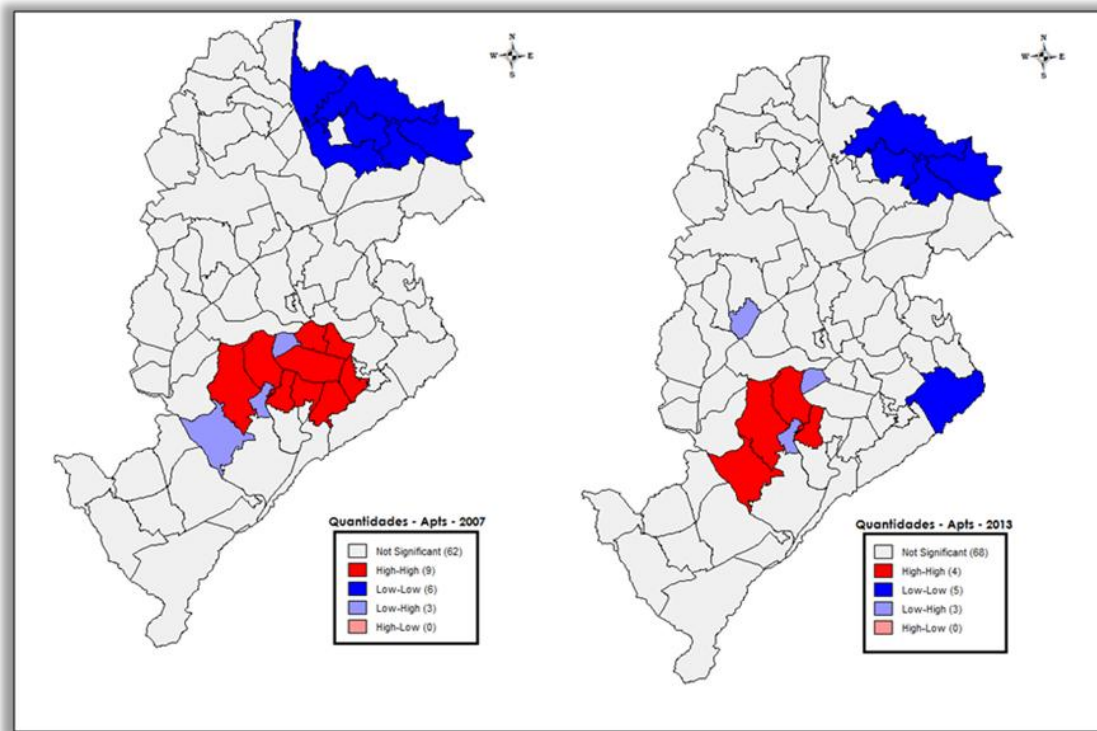 N
W E
S
N
W E
S
Quantidades - Apts - 2007
Not Significant (62)
High-High (9)
Low-Low (6)
Low-High (3)
High-Low (0)
Quantidades - Apts - 2013
Not Significant (68)
High-High (4)
Low-Low (5)
Low-High (3)
High-Low (0)